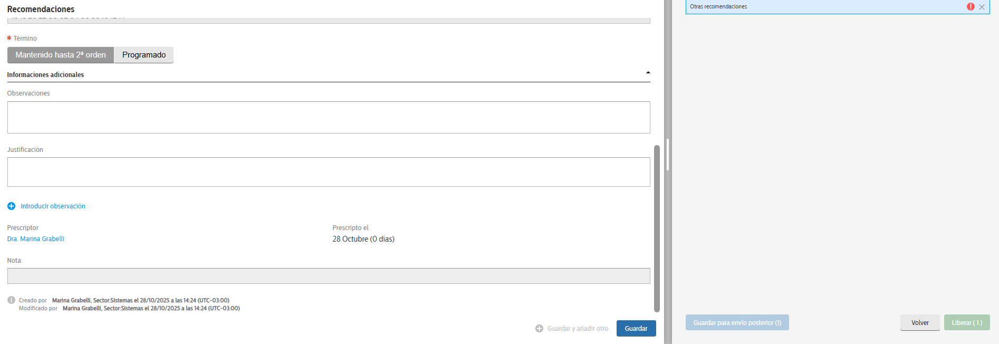 Recomendaciones
* Término
Mantenido hasta 2ª orden
Programado
Informaciones adicionales
Observaciones
Justificación
Introducir observación
Prescriptor
Dra. Marina Grabelli
Prescripto el
28 Octubre (0 dias)
Nota:
Creado por Marina Grabelli, Sector:Sistemas el 28/10/2025 a las 14:24 (UTC-03:00)
Modificado por Marina Grabelli, Sector:Sistemas el 28/10/2025 a las 14:24 (UTC-03:00)
Guardar y añadir otro
Guardar
Otras recomendaciones
Guardar para envío posterior (1)
Volver
Liberar ( 1 )